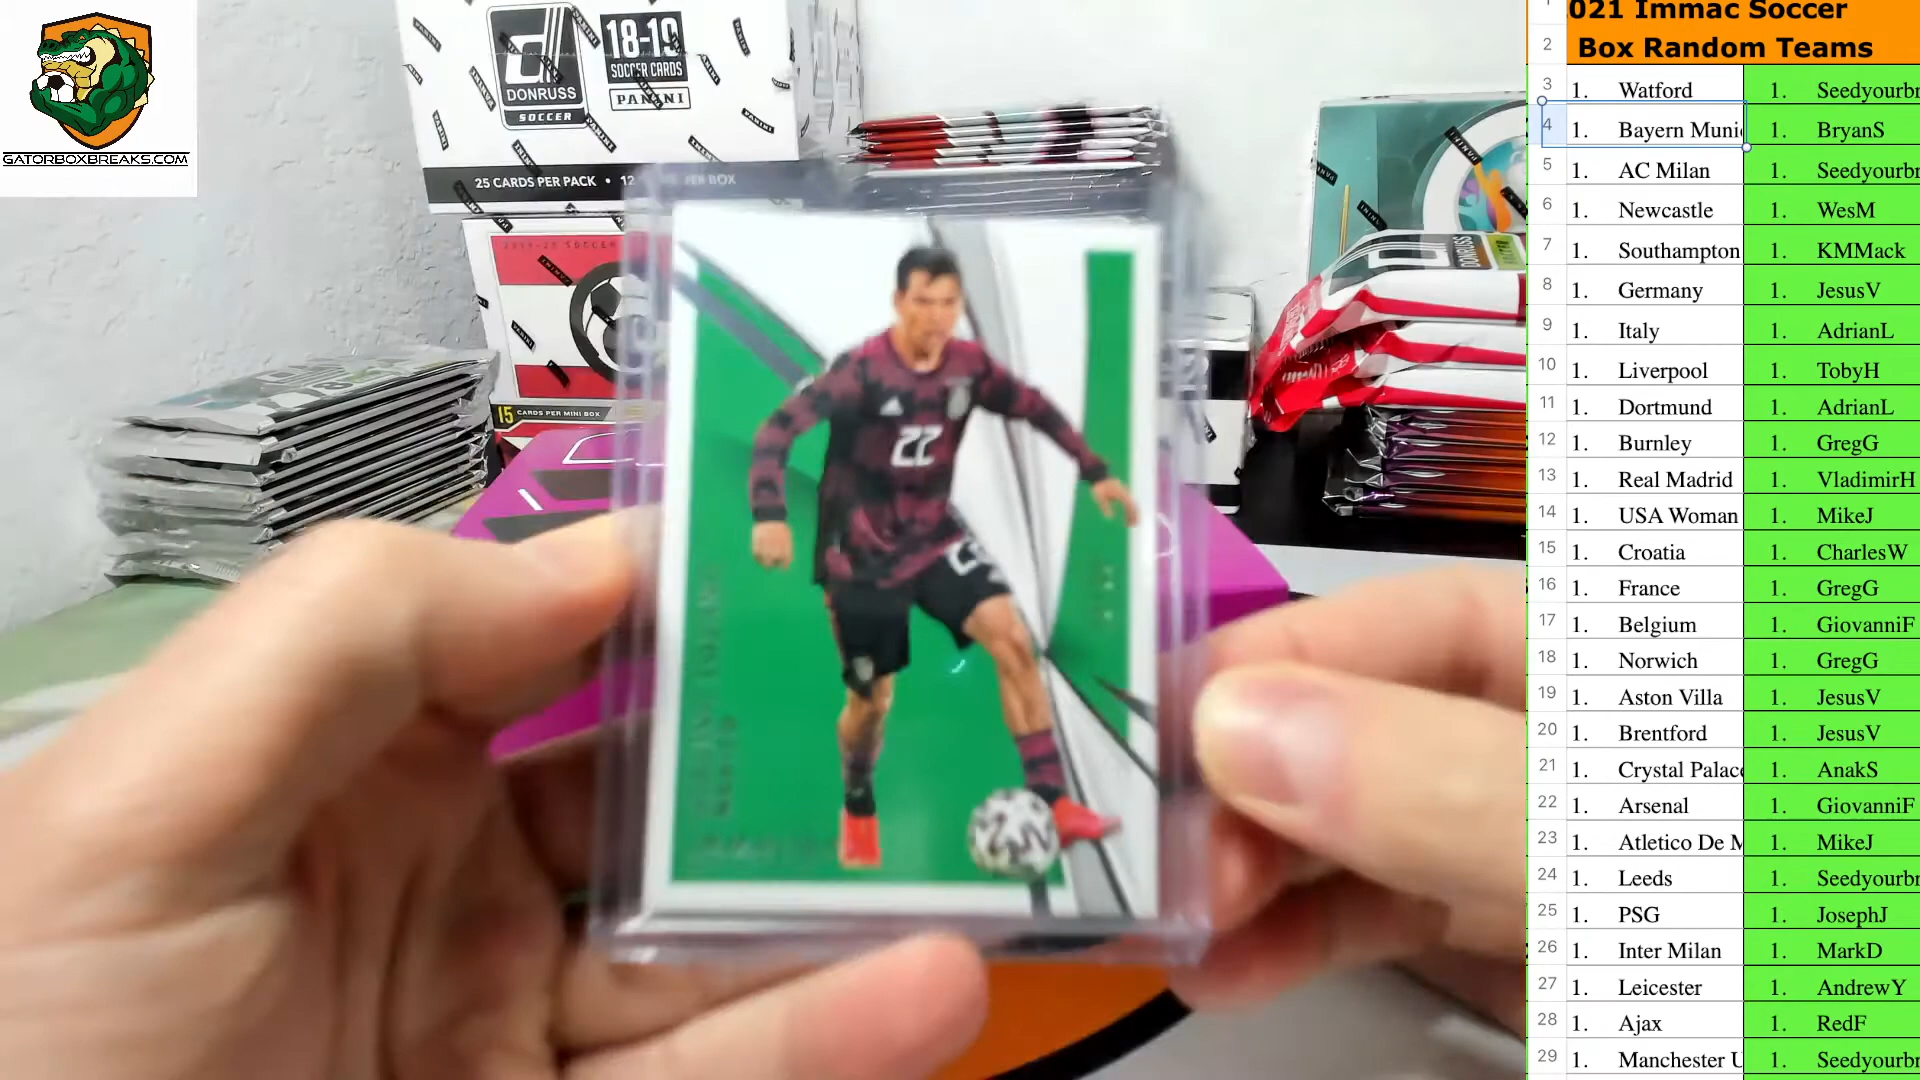 GATORBOXBREAKS.COM
DONRUSS
SOCCER
18-19
SOCCER CARDS
PANINI
25 CARDS PER PACK • 12 PER BOX
15 CARDS PER MINI BOX
22
MEXICO
021 Immac Soccer
2 Box Random Teams
3 1. Watford 1. Seedyourbr
4 1. Bayern Muni 1. BryanS
5 1. AC Milan 1. Seedyourbr
6 1. Newcastle 1. WesM
7 1. Southampton 1. KMMack
8 1. Germany 1. JesusV
9 1. Italy 1. AdrianL
10 1. Liverpool 1. TobyH
11 1. Dortmund 1. AdrianL
12 1. Burnley 1. GregG
13 1. Real Madrid 1. VladimirH
14 1. USA Woman 1. MikeJ
15 1. Croatia 1. CharlesW
16 1. France 1. GregG
17 1. Belgium 1. GiovanniF
18 1. Norwich 1. GregG
19 1. Aston Villa 1. JesusV
20 1. Brentford 1. JesusV
21 1. Crystal Palac 1. AnakS
22 1. Arsenal 1. GiovanniF
23 1. Atletico De M 1. MikeJ
24 1. Leeds 1. Seedyourbr
25 1. PSG 1. JosephJ
26 1. Inter Milan 1. MarkD
27 1. Leicester 1. AndrewY
28 1. Ajax 1. RedF
29 1. Manchester U 1. Seedyourbr